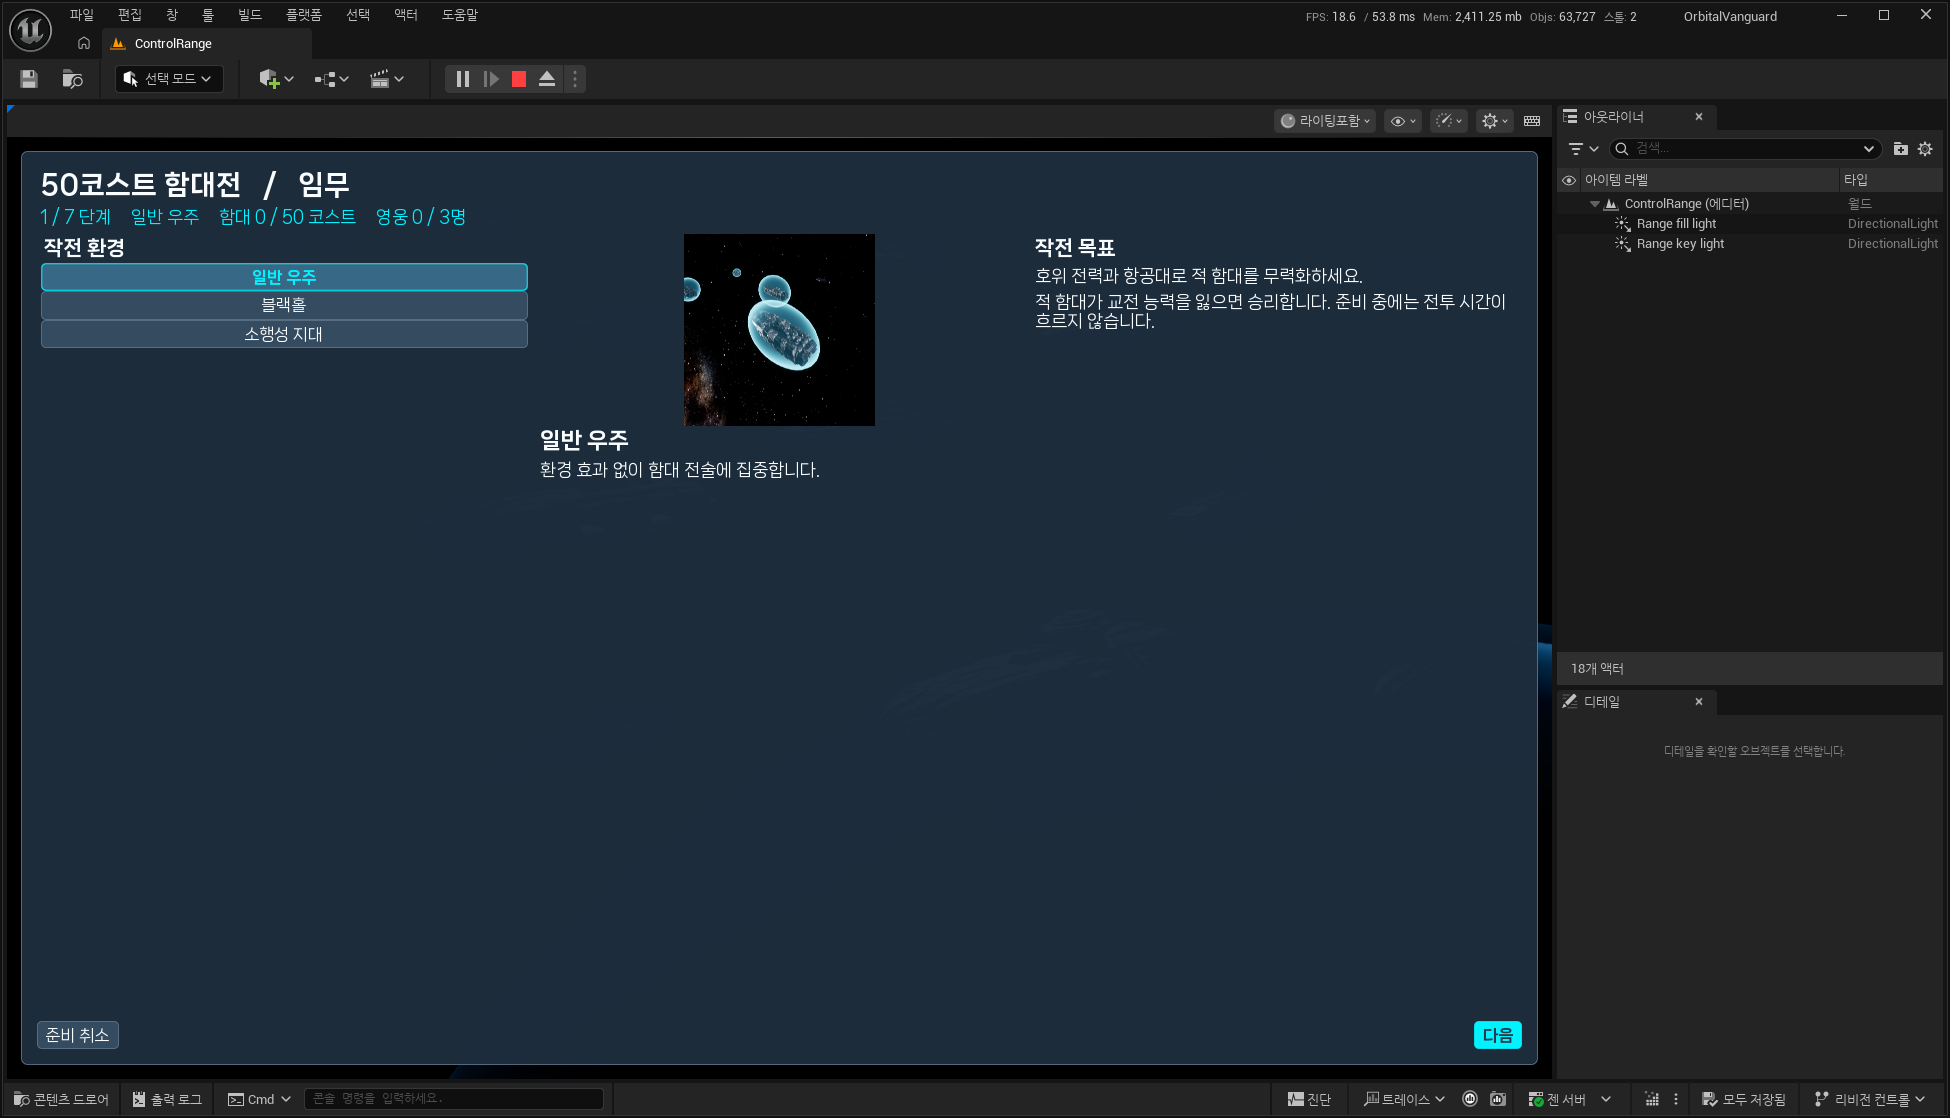 파일 편집 창 툴 빌드 플랫폼 선택 액터 도움말
FPS: 18.6 / 53.8 ms Mem: 2,411.25 mb Objs: 63,727 스톨: 2
OrbitalVanguard
ControlRange
선택 모드
라이팅포함
50코스트 함대전 / 임무
1 / 7 단계 일반 우주 함대 0 / 50 코스트 영웅 0 / 3명
작전 환경
일반 우주
블랙홀
소행성 지대
일반 우주
환경 효과 없이 함대 전술에 집중합니다.
작전 목표
호위 전력과 항공대로 적 함대를 무력화하세요.
적 함대가 교전 능력을 잃으면 승리합니다. 준비 중에는 전투 시간이
흐르지 않습니다.
준비 취소
다음
아웃라이너
검색...
아이템 라벨 타입
ControlRange (에디터) 월드
Range fill light DirectionalLight
Range key light DirectionalLight
18개 액터
디테일
디테일을 확인할 오브젝트를 선택합니다.
콘텐츠 드로어 출력 로그 Cmd 콘솔 명령을 입력하세요.
진단 트레이스 젠 서버 모두 저장됨 리비전 컨트롤